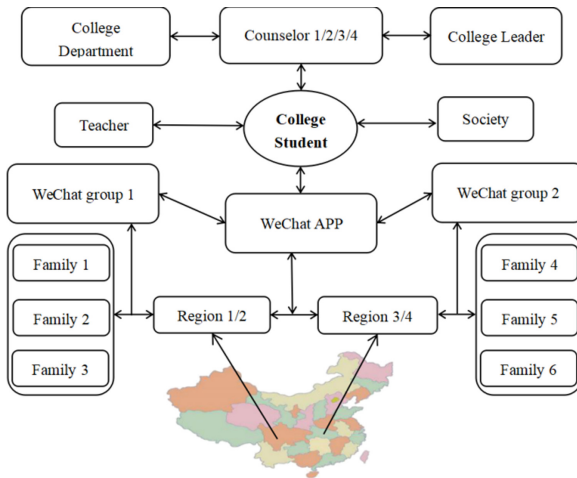 College
Department
Counselor 1/2/3/4
College Leader
Teacher
College
Student
Society
WeChat group 1
WeChat APP
WeChat group 2
Family 1
Family 2
Family 3
Region 1/2
Region 3/4
Family 4
Family 5
Family 6